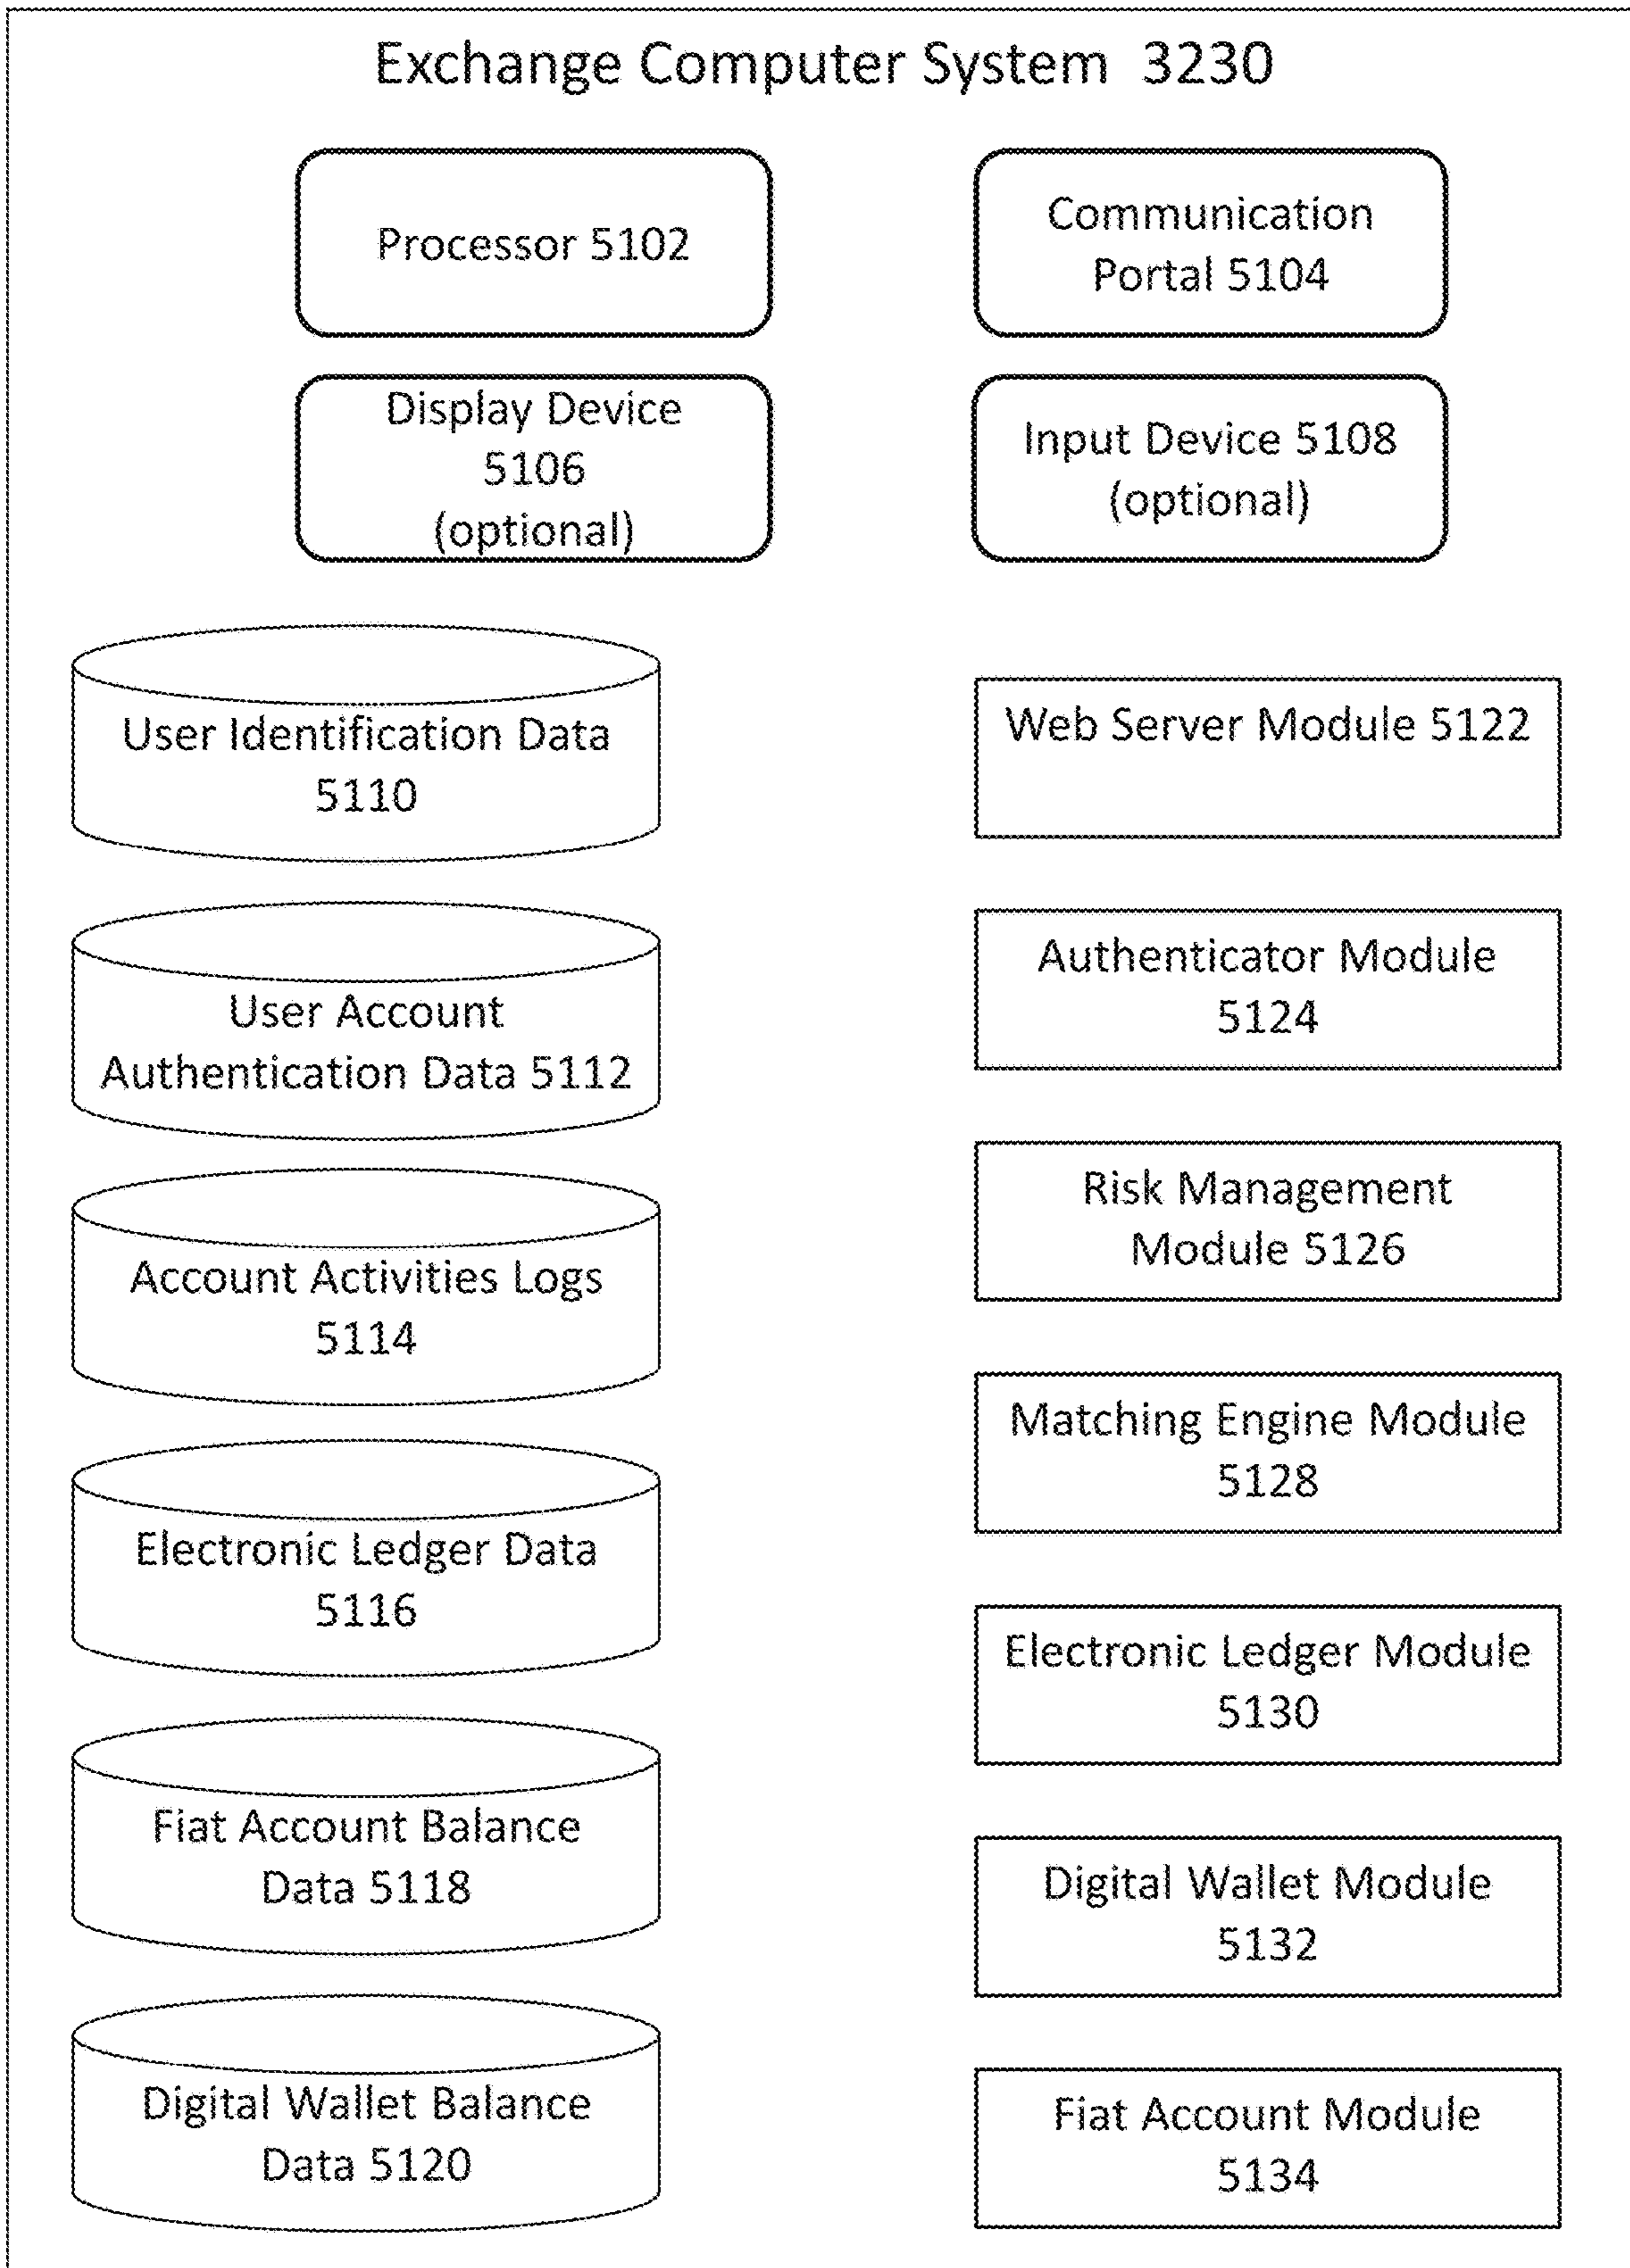 Exchange Computer System 3230
Processor 5102
Communication
Portal 5104
Display Device
5106
(optional)
Input Device 5108
(optional)
User Identification Data
5110
User Account
Authentication Data 5112
Account Activities Logs
5114
Electronic Ledger Data
5116
Fiat Account Balance
Data 5118
Digital Wallet Balance
Data 5120
Web Server Module 5122
Authenticator Module
5124
Risk Management
Module 5126
Matching Engine Module
5128
Electronic Ledger Module
5130
Digital Wallet Module
5132
Fiat Account Module
5134